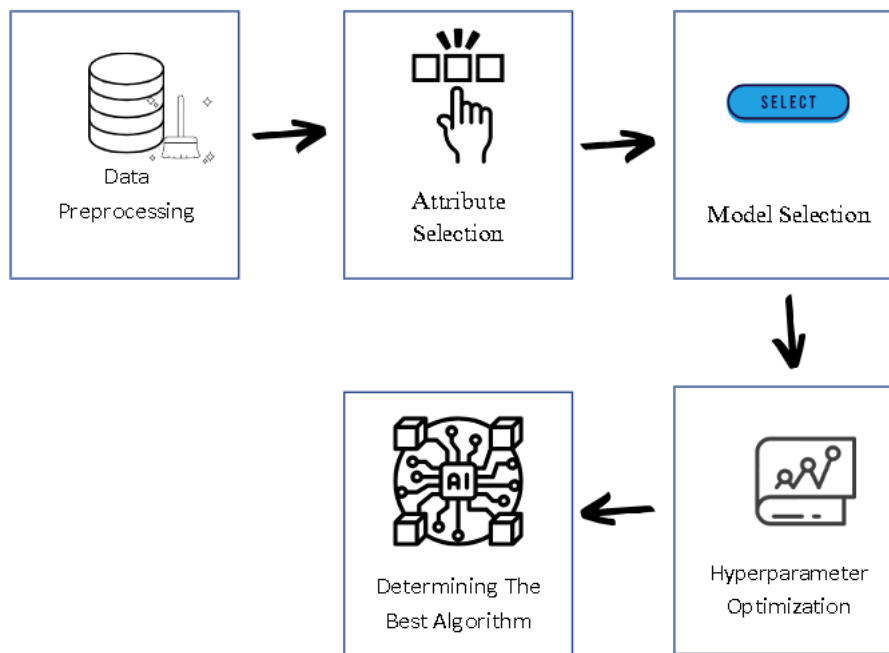 Data
Preprocessing
Attribute
Selection
SELECT
Model Selection
AI
Determining The
Best Algorithm
Hyperparameter
Optimization